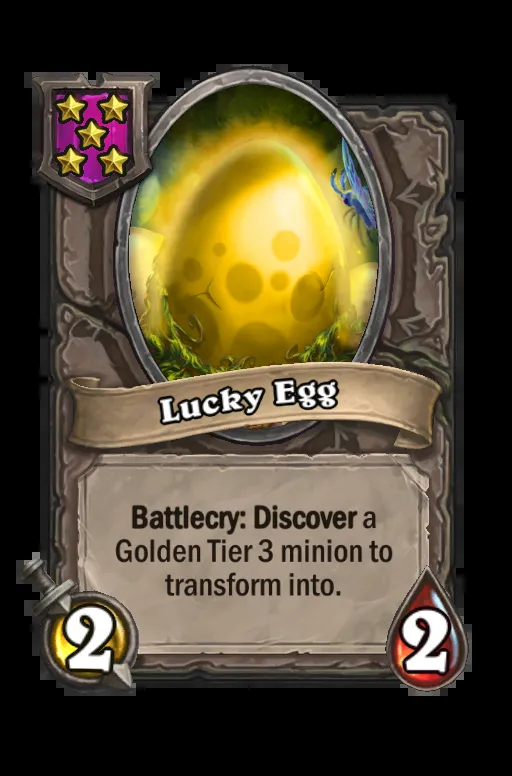 Lucky Egg
Battlecry: Discover a
Golden Tier 3 minion to
transform into.
2
2